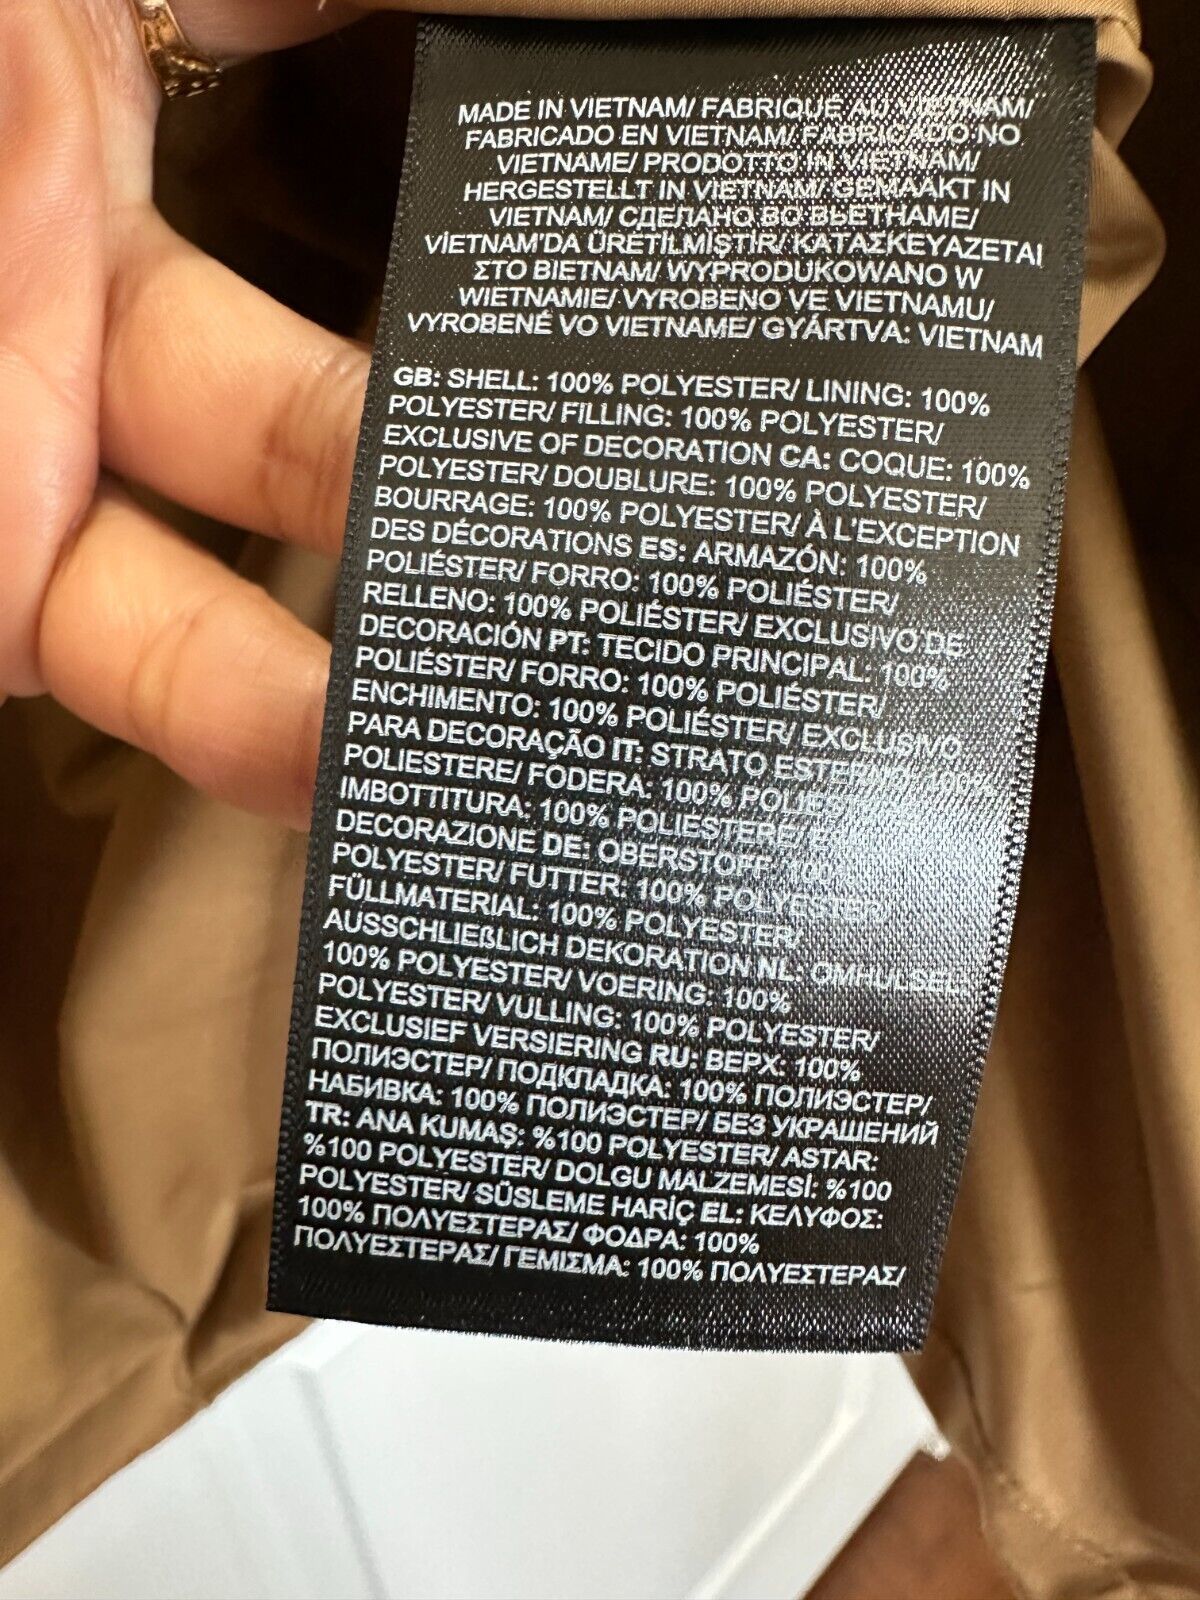 MADE IN VIETNAM/ FABRIQUÉ AU VIETNAM/
FABRICADO EN VIETNAM/ FABRICADO NO
VIETNAME/ PRODOTTO IN VIETNAM/
HERGESTELLT IN VIETNAM/ GEMAAKT IN
VIETNAM/ СДЕЛАНО ВО ВЬЕТНАМЕ/
VİETNAM'DA ÜRETİLMİŞTİR/ ΚΑΤΑΣΚΕYΑΖΕΤΑΙ
ΣΤΟ ΒΙΕΤΝΑΜ/ WYPRODUKOWANO W
WIETNAMIE/ VYROBENO VE VIETNAMU/
VYROBENÉ VO VIETNAME/ GYÁRTVA: VIETNAM
GB: SHELL: 100% POLYESTER/ LINING: 100%
POLYESTER/ FILLING: 100% POLYESTER/
EXCLUSIVE OF DECORATION CA: COQUE: 100%
POLYESTER/ DOUBLURE: 100% POLYESTER/
BOURRAGE: 100% POLYESTER/ À L'EXCEPTION
DES DÉCORATIONS ES: ARMAZÓN: 100%
POLIÉSTER/ FORRO: 100% POLIÉSTER/
RELLENO: 100% POLIÉSTER/ EXCLUSIVO DE
DECORACIÓN PT: TECIDO PRINCIPAL: 100%
POLIÉSTER/ FORRO: 100% POLIÉSTER/
ENCHIMENTO: 100% POLIÉSTER/ EXCLUSIVO
PARA DECORAÇÃO IT: STRATO ESTERNO: 100%
POLIESTERE/ FODERA: 100%
IMBOTTITURA: 100% POLIESTERE/
DECORAZIONE DE: OBERSTOFF: 100%
POLYESTER/ FUTTER: 100% POLYESTER/
FÜLLMATERIAL: 100% POLYESTER/
AUSSCHLIEßLICH DEKORATION NL: OMHULSEL:
100% POLYESTER/ VOERING: 100%
POLYESTER/ VULLING: 100% POLYESTER/
EXCLUSIEF VERSIERING RU: ВЕРХ: 100%
ПОЛИЭСТЕР/ ПОДКЛАДКА: 100% ПОЛИЭСТЕР/
НАБИВКА: 100% ПОЛИЭСТЕР/ БЕЗ УКРАШЕНИЙ
TR: ANA KUMAŞ: %100 POLYESTER/ ASTAR:
%100 POLYESTER/ DOLGU MALZEMESİ: %100
POLYESTER/ SÜSLEME HARİÇ EL: ΚΕΛΥΦΟΣ:
100% ΠΟΛΥΕΣΤΕΡΑΣ/ ΦΟΔΡΑ: 100%
ΠΟΛΥΕΣΤΕΡΑΣ/ ΓΕΜΙΣΜΑ: 100% ΠΟΛΥΕΣΤΕΡΑΣ/